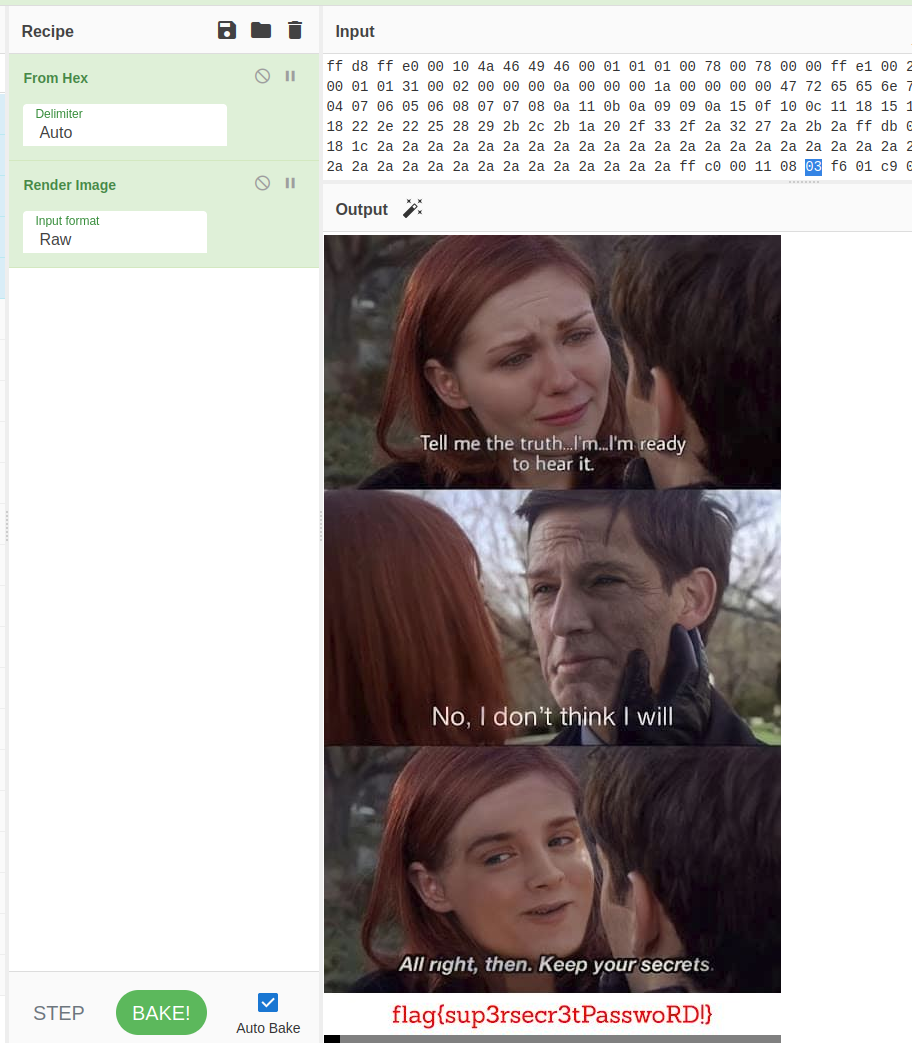 Recipe
Input
From Hex
Delimiter
Auto
Render Image
Input format
Raw
ff d8 ff e0 00 10 4a 46 49 46 00 01 01 01 00 78 00 78 00 00 ff e1 00
00 01 01 31 00 02 00 00 00 0a 00 00 00 1a 00 00 00 00 47 72 65 65 6e
04 07 06 05 06 08 07 07 08 0a 11 0b 0a 09 09 0a 15 0f 10 0c 11 18 15
18 22 2e 22 25 28 29 2b 2c 2b 1a 20 2f 33 2f 2a 32 27 2a 2b 2a ff db
18 1c 2a 2a 2a 2a 2a 2a 2a 2a 2a 2a 2a 2a 2a 2a 2a 2a 2a 2a 2a 2a 2a
2a 2a 2a 2a 2a 2a 2a 2a 2a 2a 2a 2a 2a 2a ff c0 00 11 08 03 f6 01 c9
Output
Tell me the truth...I'm...I'm ready
to hear it.
No, I don't think I will
All right, then. Keep your secrets.
flag{sup3rsecr3tPasswoRD!}
STEP
BAKE!
Auto Bake